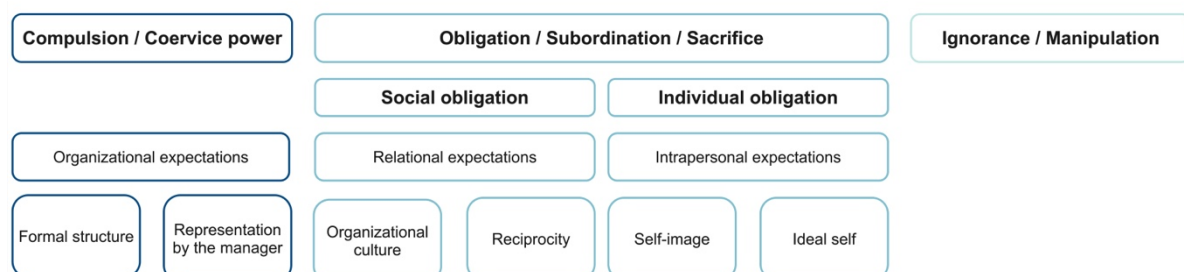 Compulsion / Coervice power
Obligation / Subordination / Sacrifice
Ignorance / Manipulation
Social obligation
Individual obligation
Organizational expectations
Relational expectations
Intrapersonal expectations
Formal structure
Representation
by the manager
Organizational
culture
Reciprocity
Self-image
Ideal self